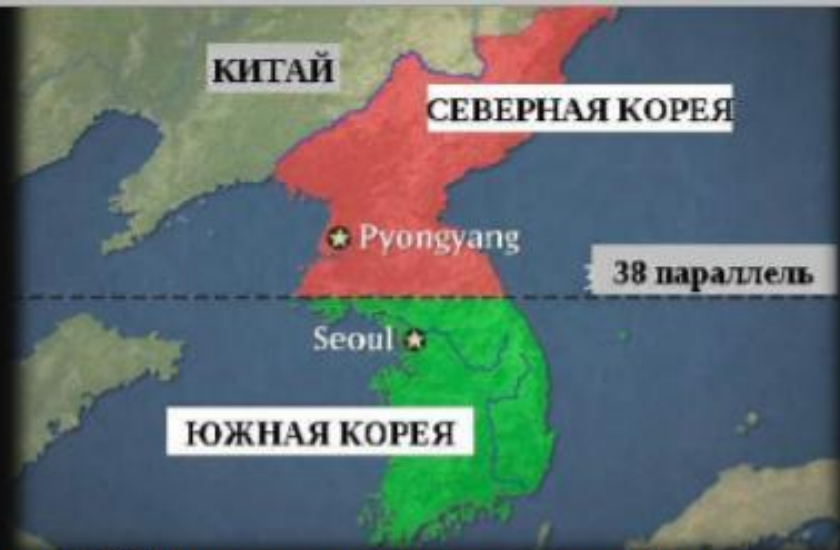 КИТАЙ
СЕВЕРНАЯ КОРЕЯ
Pyongyang
38 параллель
Seoul
ЮЖНАЯ КОРЕЯ